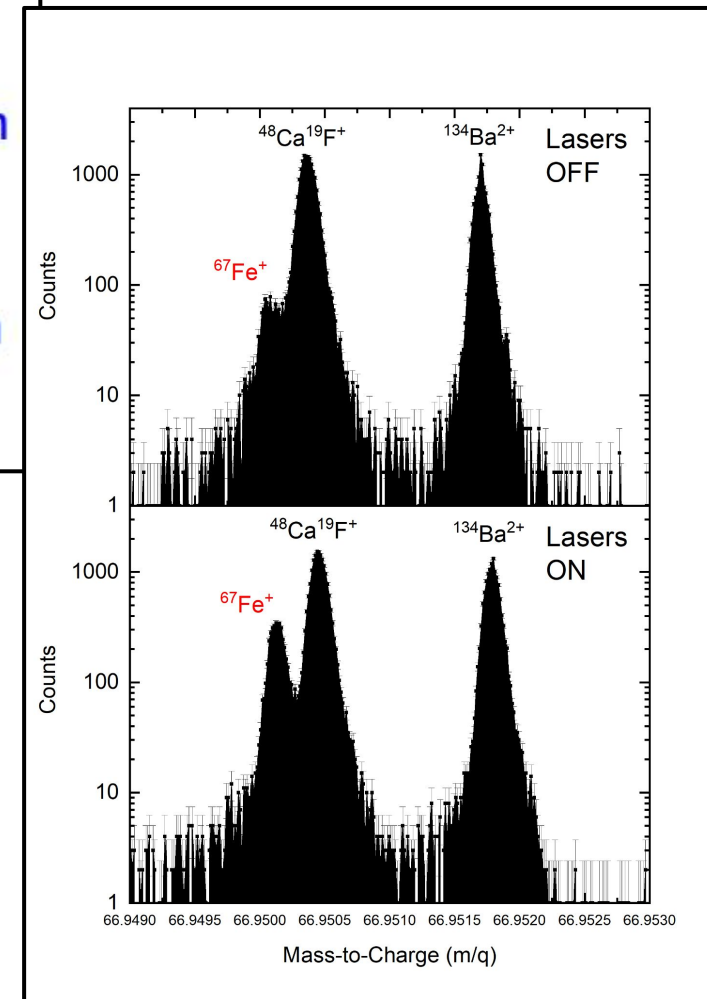 ⁴⁸Ca¹⁹F⁺ ¹³⁴Ba²⁺ Lasers
OFF
1000
⁶⁷Fe⁺
100
Counts
10
1
⁴⁸Ca¹⁹F⁺ ¹³⁴Ba²⁺ Lasers
ON
1000
⁶⁷Fe⁺
100
Counts
10
1
66.9490 66.9495 66.9500 66.9505 66.9510 66.9515 66.9520 66.9525 66.9530
Mass-to-Charge (m/q)